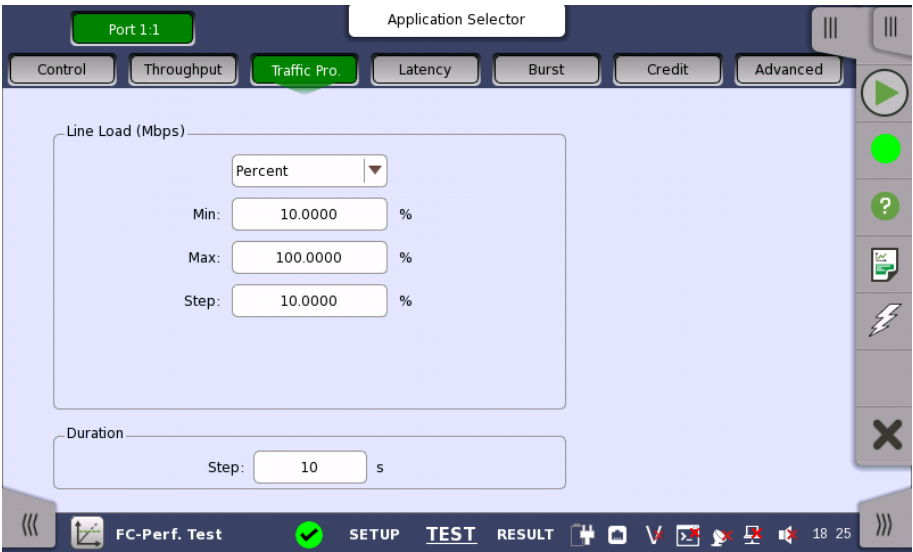 Port 1:1
Application Selector
Control
Throughput
Traffic Pro.
Latency
Burst
Credit
Advanced
Line Load (Mbps)
Percent
Min: 10.0000 %
Max: 100.0000 %
Step: 10.0000 %
Duration
Step: 10 s
FC-Perf. Test
SETUP
TEST
RESULT
18 25